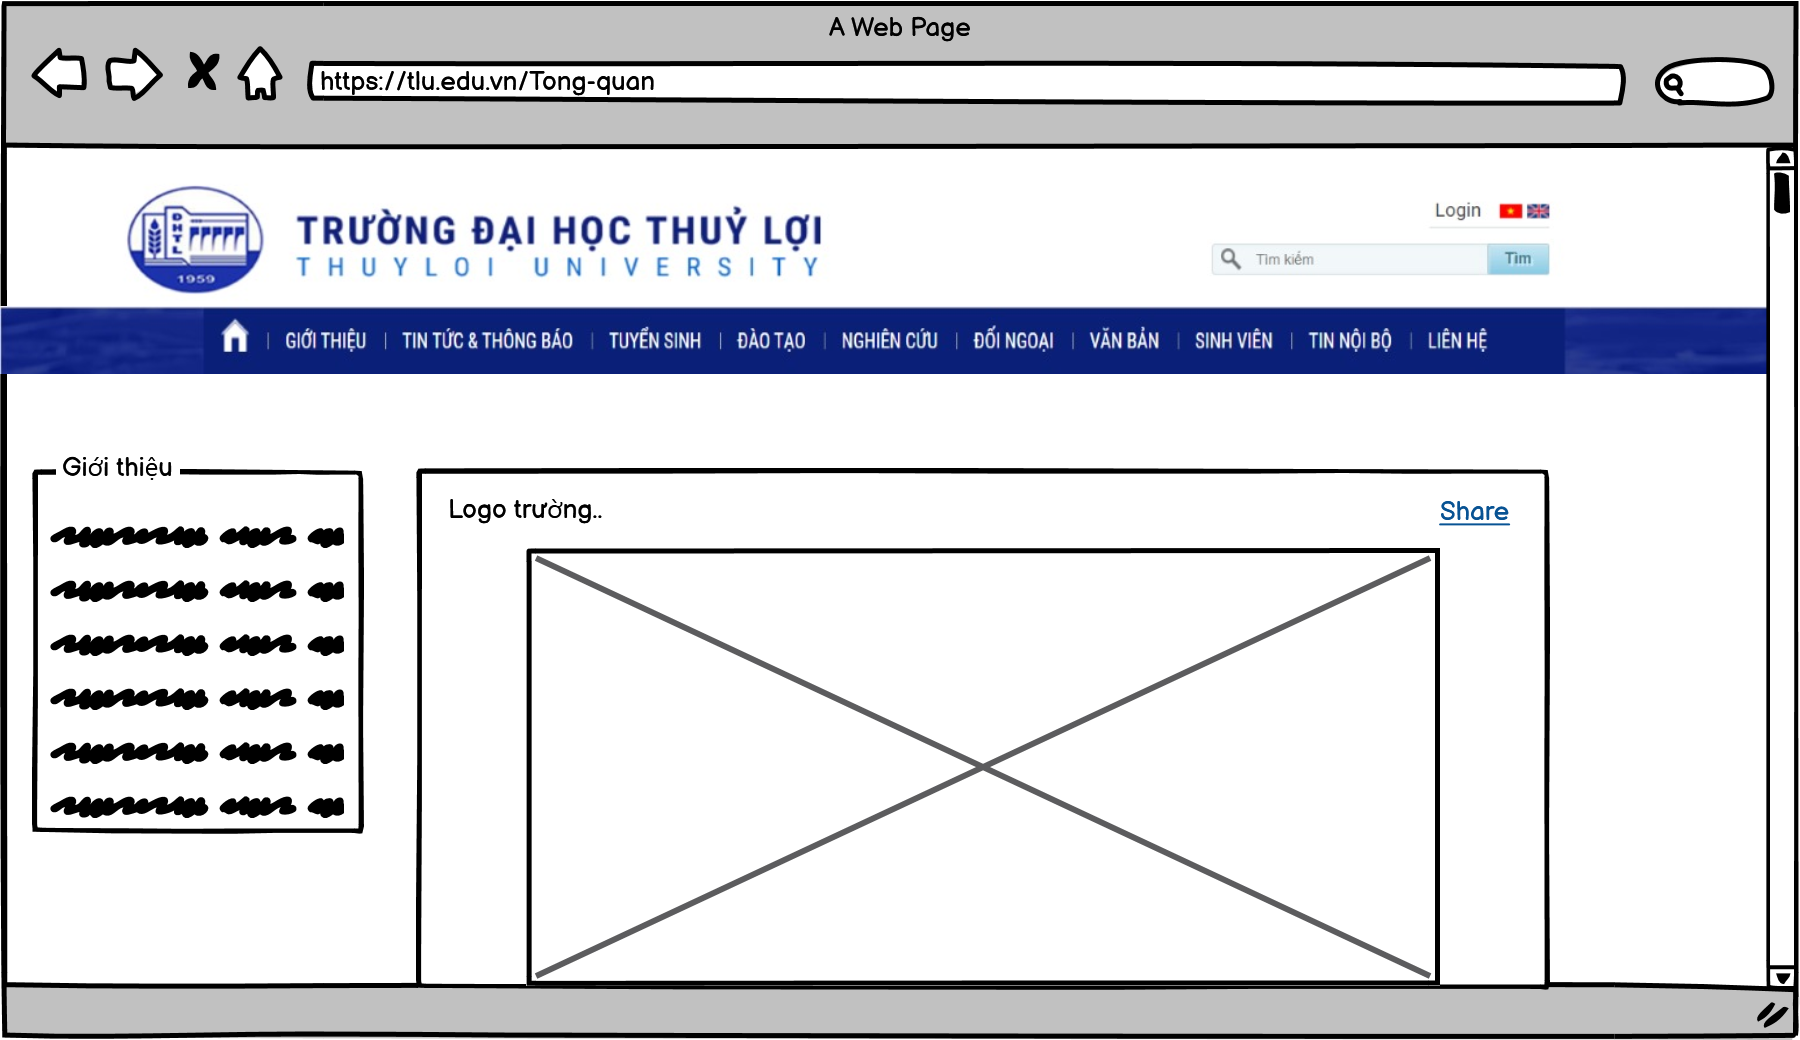 A Web Page
https://tlu.edu.vn/Tong-quan
ĐHTL
1959
TRƯỜNG ĐẠI HỌC THUỶ LỢI
THUYLOI UNIVERSITY
Login
Tìm kiếm
Tìm
GIỚI THIỆU | TIN TỨC & THÔNG BÁO | TUYỂN SINH | ĐÀO TẠO | NGHIÊN CỨU | ĐỐI NGOẠI | VĂN BẢN | SINH VIÊN | TIN NỘI BỘ | LIÊN HỆ
Giới thiệu
Logo trường..
Share